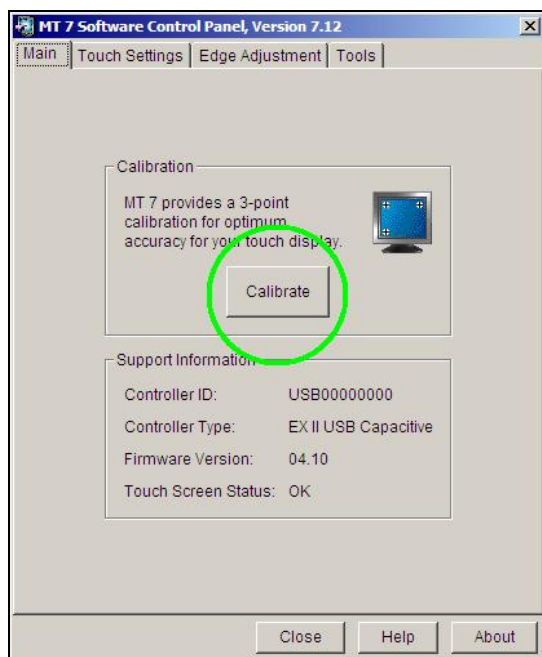 MT 7 Software Control Panel, Version 7.12
Main Touch Settings Edge Adjustment Tools
Calibration
MT 7 provides a 3-point
calibration for optimum
accuracy for your touch display.
Calibrate
Support Information
Controller ID: USB00000000
Controller Type: EX II USB Capacitive
Firmware Version: 04.10
Touch Screen Status: OK
Close Help About